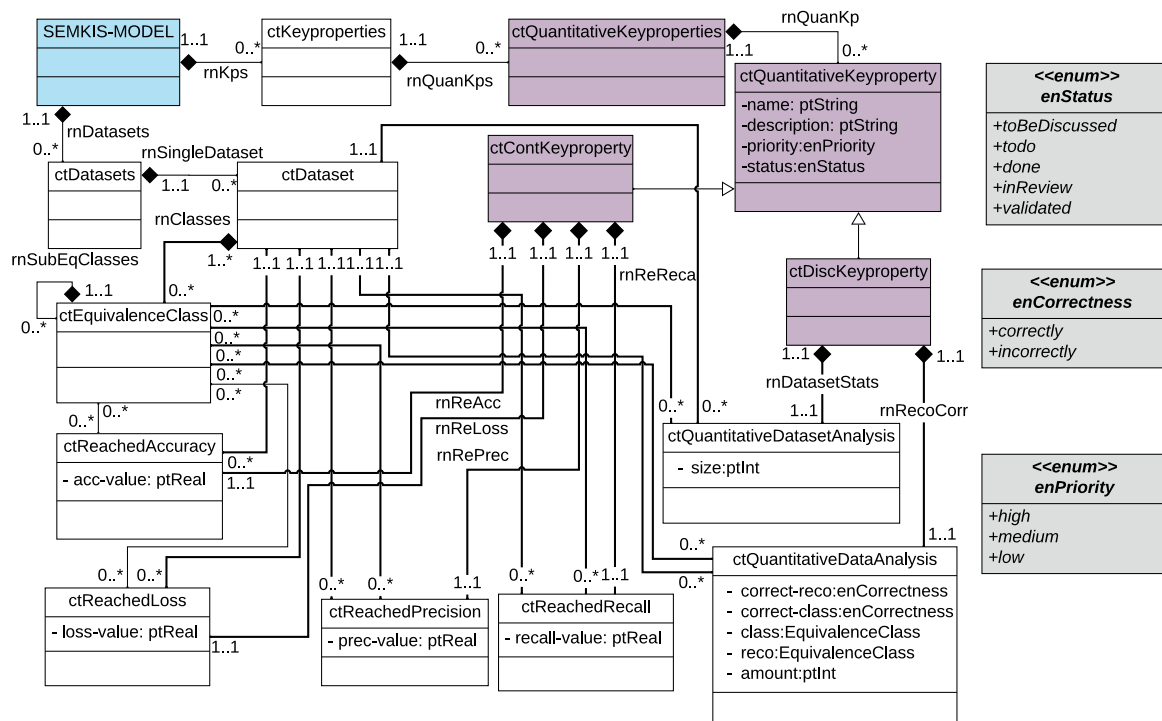 SEMKIS-MODEL
1..1
rnKps
0..*
ctKeyproperties
1..1
rnQuanKps
0..*
ctQuantitativeKeyproperties
rnQuanKp
1..1
0..*
ctQuantitativeKeyproperty
-name: ptString
-description: ptString
-priority:enPriority
-status:enStatus
<<enum>>
enStatus
+toBeDiscussed
+todo
+done
+inReview
+validated
1..1
rnDatasets
0..*
ctDatasets
rnSingleDataset
1..1
0..*
1..1
ctDataset
ctContKeyproperty
rnClasses
1..*
0..*
rnSubEqClasses
1..1
0..*
ctEquivalenceClass
1..1
1..1
1..1
1..1
1..1
1..1
1..1
1..1
1..1
rnReReca
ctDiscKeyproperty
<<enum>>
enCorrectness
+correctly
+incorrectly
0..*
0..*
0..*
0..*
0..*
0..*
0..*
0..*
1..1
rnDatasetStats
1..1
1..1
rnRecoCorr
1..1
rnReAcc
rnReLoss
rnRePrec
0..*
0..*
ctQuantitativeDatasetAnalysis
- size:ptInt
ctReachedAccuracy
- acc-value: ptReal
0..*
1..1
<<enum>>
enPriority
+high
+medium
+low
0..*
0..*
ctReachedLoss
- loss-value: ptReal
1..1
0..*
0..*
1..1
ctReachedPrecision
- prec-value: ptReal
0..*
0..*
1..1
ctReachedRecall
- recall-value: ptReal
0..*
0..*
ctQuantitativeDataAnalysis
- correct-reco:enCorrectness
- correct-class:enCorrectness
- class:EquivalenceClass
- reco:EquivalenceClass
- amount:ptInt